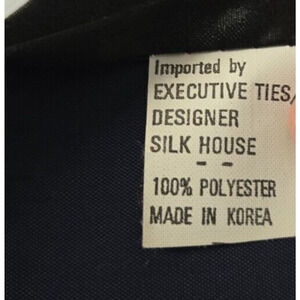 Imported by
EXECUTIVE TIES/
DESIGNER
SILK HOUSE
- -
100% POLYESTER
MADE IN KOREA